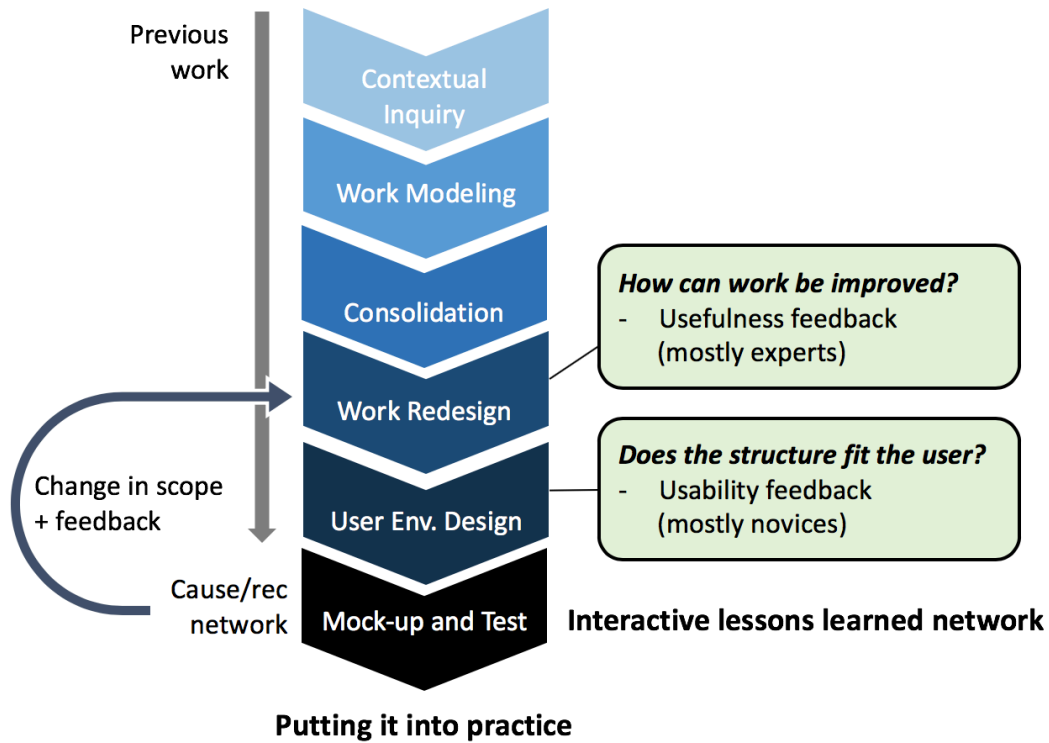 Previous
work
Contextual
Inquiry
Work Modeling
Consolidation
How can work be improved?
- Usefulness feedback
(mostly experts)
Work Redesign
Does the structure fit the user?
- Usability feedback
(mostly novices)
Change in scope
+ feedback
User Env. Design
Cause/rec
network
Mock-up and Test
Interactive lessons learned network
Putting it into practice